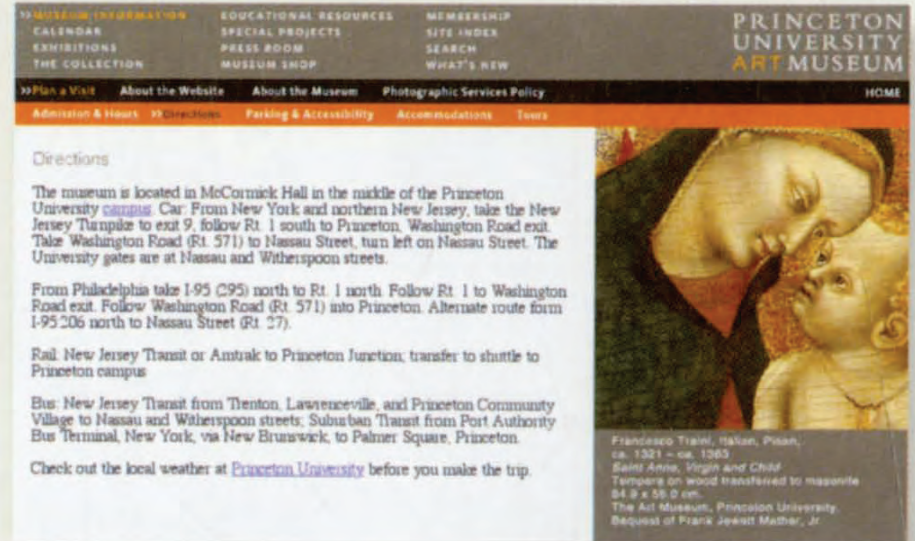 »MUSEUM INFORMATION
CALENDAR
EXHIBITIONS
THE COLLECTION
EDUCATIONAL RESOURCES
SPECIAL PROJECTS
PRESS ROOM
MUSEUM SHOP
MEMBERSHIP
SITE INDEX
SEARCH
WHAT'S NEW
PRINCETON
UNIVERSITY
ART MUSEUM
»Plan a Visit About the Website About the Museum Photographic Services Policy HOME
Admission & Hours »Directions Parking & Accessibility Accommodations Tours
Directions
The museum is located in McCormick Hall in the middle of the Princeton
University campus. Car: From New York and northern New Jersey, take the New
Jersey Turnpike to exit 9, follow Rt. 1 south to Princeton, Washington Road exit.
Take Washington Road (Rt. 571) to Nassau Street, turn left on Nassau Street. The
University gates are at Nassau and Witherspoon streets.
From Philadelphia take I-95 (295) north to Rt. 1 north. Follow Rt. 1 to Washington
Road exit. Follow Washington Road (Rt. 571) into Princeton. Alternate route form
I-95:206 north to Nassau Street (Rt. 27).
Rail: New Jersey Transit or Amtrak to Princeton Junction; transfer to shuttle to
Princeton campus
Bus: New Jersey Transit from Trenton, Lawrenceville, and Princeton Community
Village to Nassau and Witherspoon streets; Suburban Transit from Port Authority
Bus Terminal, New York, via New Brunswick, to Palmer Square, Princeton.
Check out the local weather at Princeton University before you make the trip.
Francesco Traini, Italian, Pisan,
ca. 1321 – ca. 1363
Saint Anne, Virgin and Child
Tempera on wood transferred to masonite
84.9 x 56.0 cm.
The Art Museum, Princeton University.
Bequest of Frank Jewett Mather, Jr.